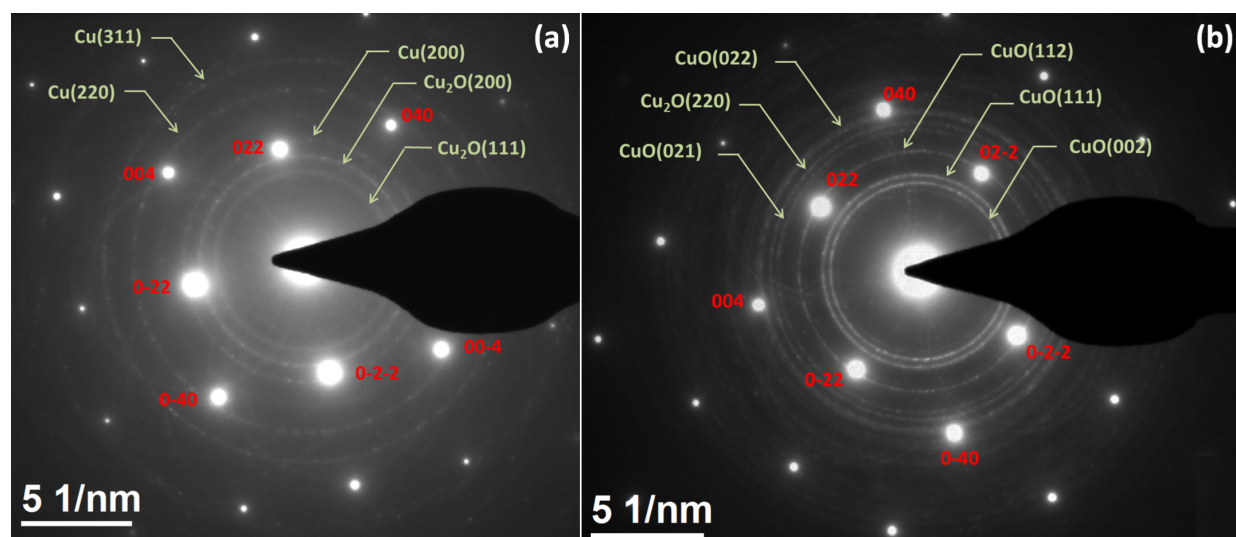 (a)
Cu(311)
Cu(200)
Cu₂O(200)
Cu(220)
040
022
Cu₂O(111)
004
0-22
00-4
0-2-2
0-40
5 1/nm
(b)
CuO(112)
CuO(022)
CuO(111)
Cu₂O(220)
040
CuO(002)
CuO(021)
02-2
022
004
0-2-2
0-22
0-40
5 1/nm